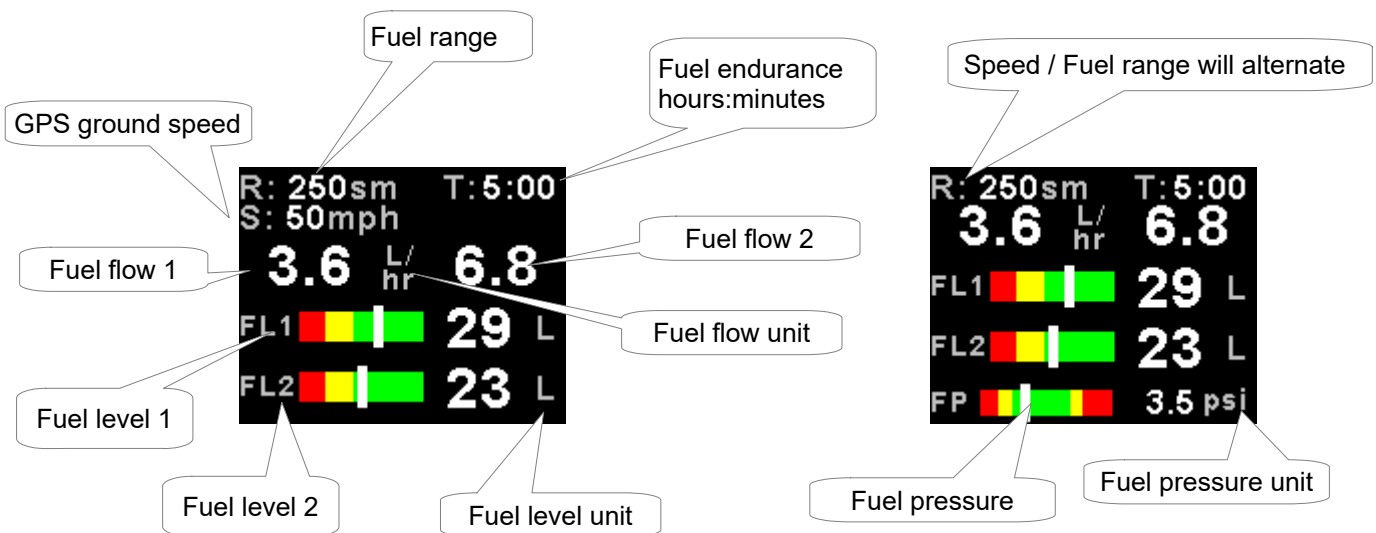 Fuel range
Fuel endurance
hours:minutes
GPS ground speed
R: 250sm T:5:00
S: 50mph
Fuel flow 1
3.6 L/hr 6.8
Fuel flow 2
FL1 29 L
Fuel flow unit
FL2 23 L
Fuel level 1
Fuel level 2
Fuel level unit
Speed / Fuel range will alternate
R: 250sm T:5:00
3.6 L/hr 6.8
FL1 29 L
FL2 23 L
FP 3.5 psi
Fuel pressure
Fuel pressure unit